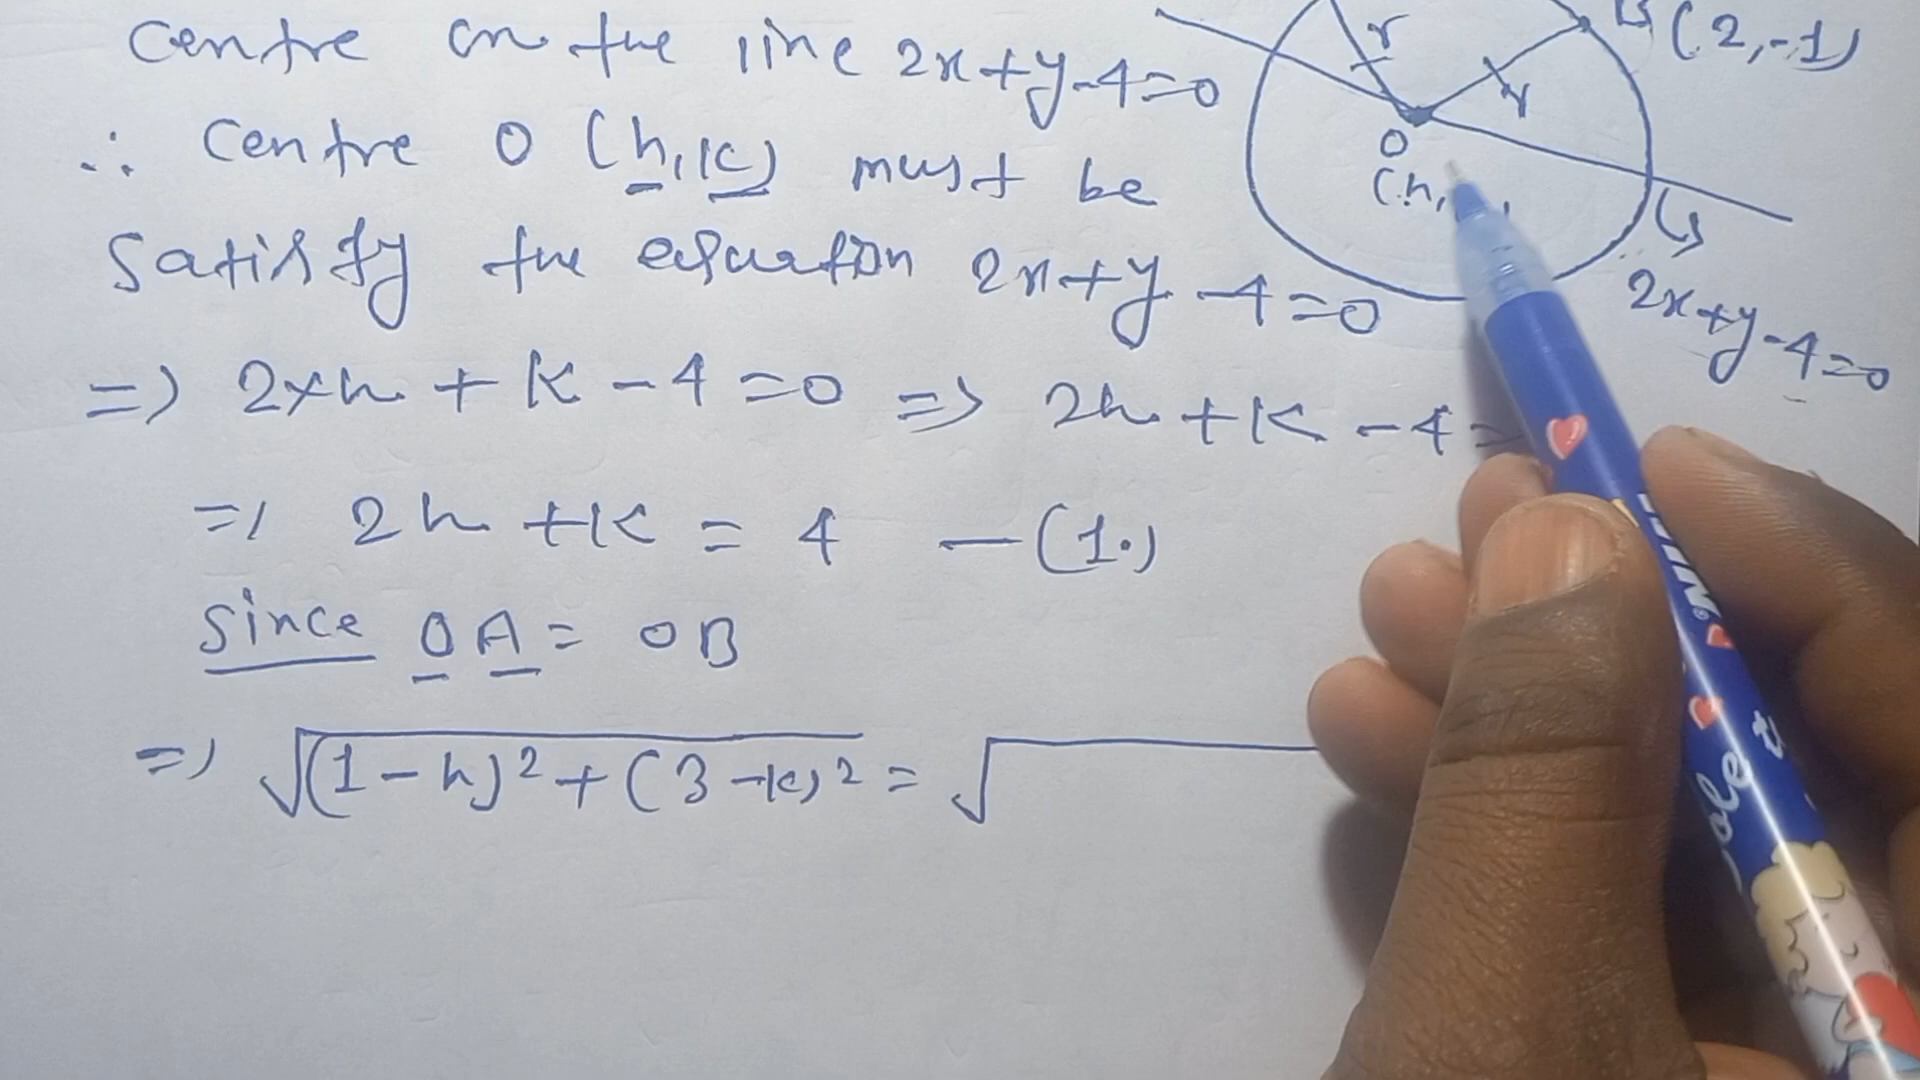 centre on the line 2x+y-4=0
∴ centre O (h,k) must be
satisfy the equation 2x+y-4=0
=> 2×h + k - 4 = 0 => 2h + k - 4 =
=> 2h + k = 4 — (1.)
since OA = OB
=> √(1-h)²+(3-k)² = √
r
B (2,-1)
r
O
(h,
2x+y-4=0